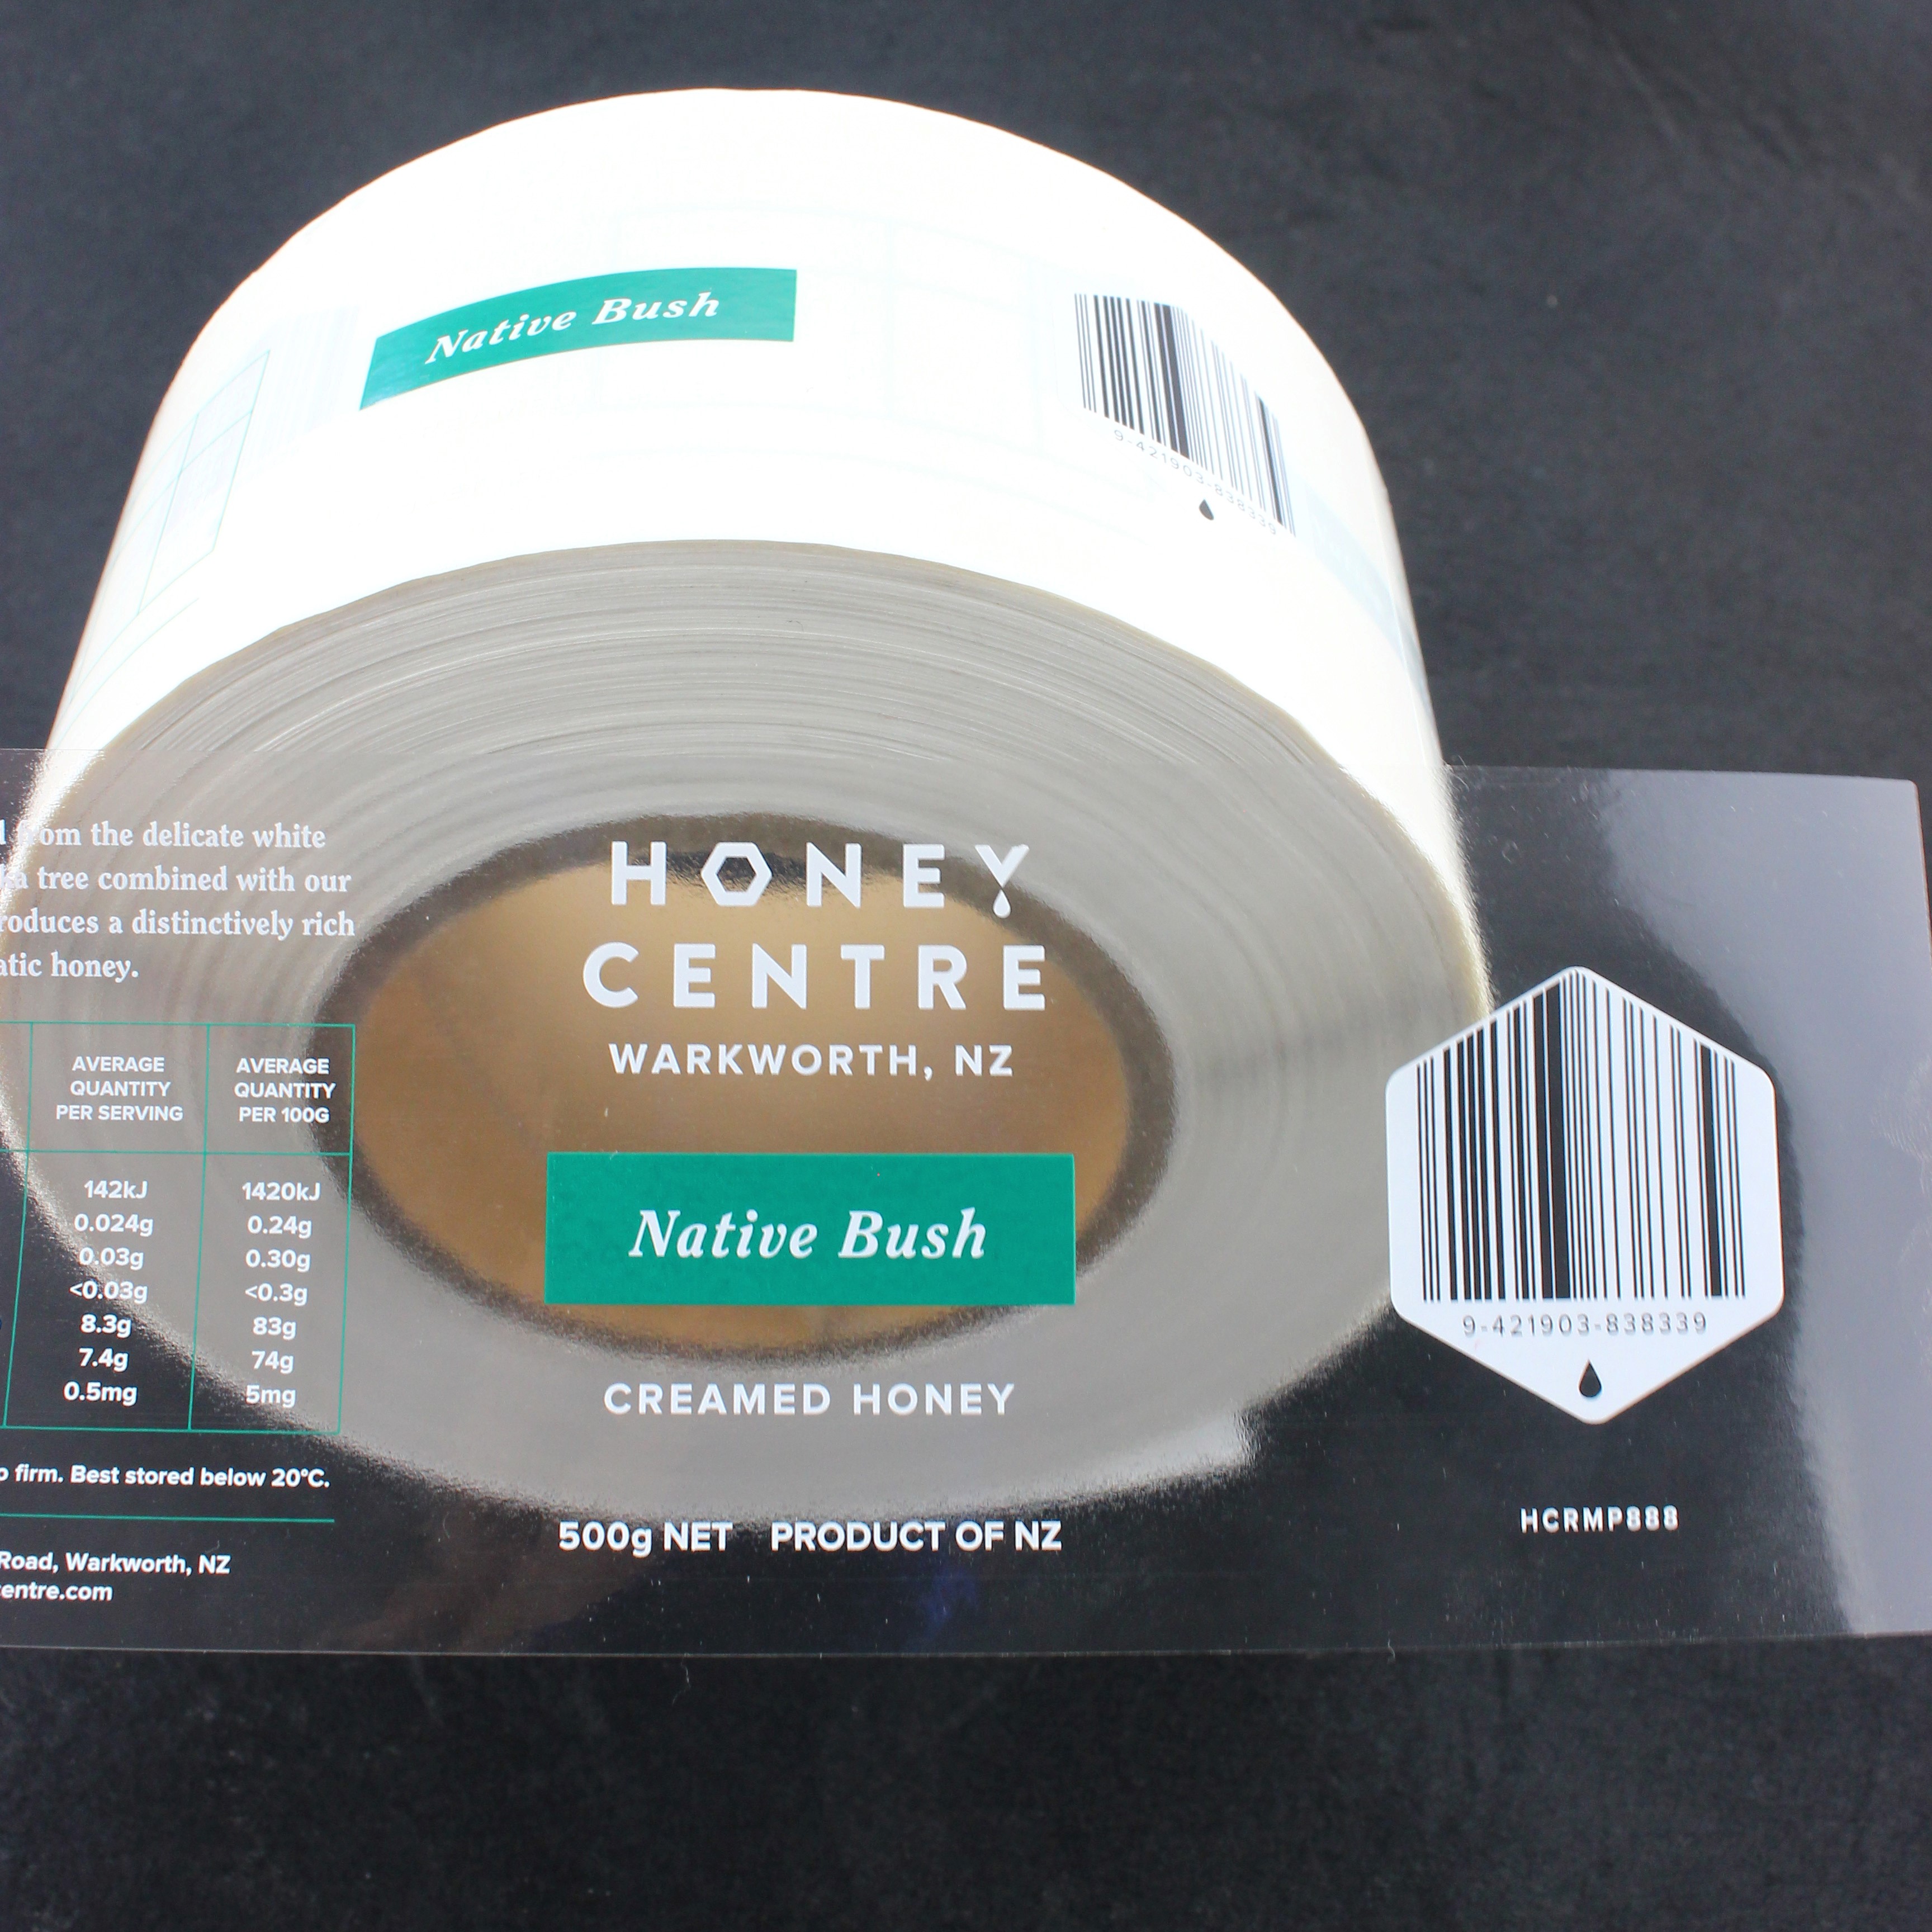 Native Bush
9-421903-838339
om the delicate white
tree combined with our
roduces a distinctively rich
atic honey.
AVERAGE QUANTITY PER SERVING
AVERAGE QUANTITY PER 100G
142kJ 1420kJ
0.024g 0.24g
0.03g 0.30g
<0.03g <0.3g
8.3g 83g
7.4g 74g
0.5mg 5mg
firm. Best stored below 20°C.
Road, Warkworth, NZ
entre.com
HONEY
CENTRE
WARKWORTH, NZ
Native Bush
CREAMED HONEY
500g NET PRODUCT OF NZ
9-421903-838339
HCRMP888